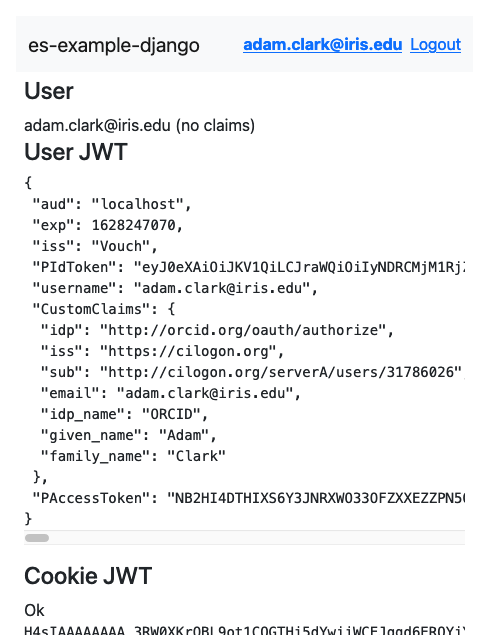 es-example-django adam.clark@iris.edu Logout
User
adam.clark@iris.edu (no claims)
User JWT
{
"aud": "localhost",
"exp": 1628247070,
"iss": "Vouch",
"PIdToken": "eyJ0eXAiOiJKV1QiLCJraWQiOiIyNDRCMjM1Rj
"username": "adam.clark@iris.edu",
"CustomClaims": {
"idp": "http://orcid.org/oauth/authorize",
"iss": "https://cilogon.org",
"sub": "http://cilogon.org/serverA/users/31786026",
"email": "adam.clark@iris.edu",
"idp_name": "ORCID",
"given_name": "Adam",
"family_name": "Clark"
},
"PAccessToken": "NB2HI4DTHIXS6Y3JNRXWO33OFZXXEZZPN5
}
Cookie JWT
Ok